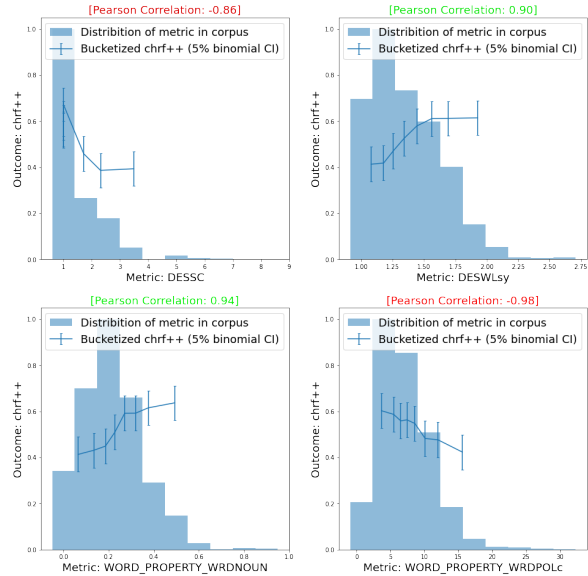 [Pearson Correlation: -0.86]
Distribition of metric in corpus
Bucketized chrf++ (5% binomial CI)
Outcome: chrf++
1.0
0.8
0.6
0.4
0.2
0.0
1 2 3 4 5 6 7 8 9
Metric: DESSC
[Pearson Correlation: 0.90]
Distribition of metric in corpus
Bucketized chrf++ (5% binomial CI)
Outcome: chrf++
1.0
0.8
0.6
0.4
0.2
0.0
1.00 1.25 1.50 1.75 2.00 2.25 2.50 2.75
Metric: DESWLsy
[Pearson Correlation: 0.94]
Distribition of metric in corpus
Bucketized chrf++ (5% binomial CI)
Outcome: chrf++
1.0
0.8
0.6
0.4
0.2
0.0
0.0 0.2 0.4 0.6 0.8 1.0
Metric: WORD_PROPERTY_WRDNOUN
[Pearson Correlation: -0.98]
Distribition of metric in corpus
Bucketized chrf++ (5% binomial CI)
Outcome: chrf++
1.0
0.8
0.6
0.4
0.2
0.0
0 5 10 15 20 25 30
Metric: WORD_PROPERTY_WRDPOLc